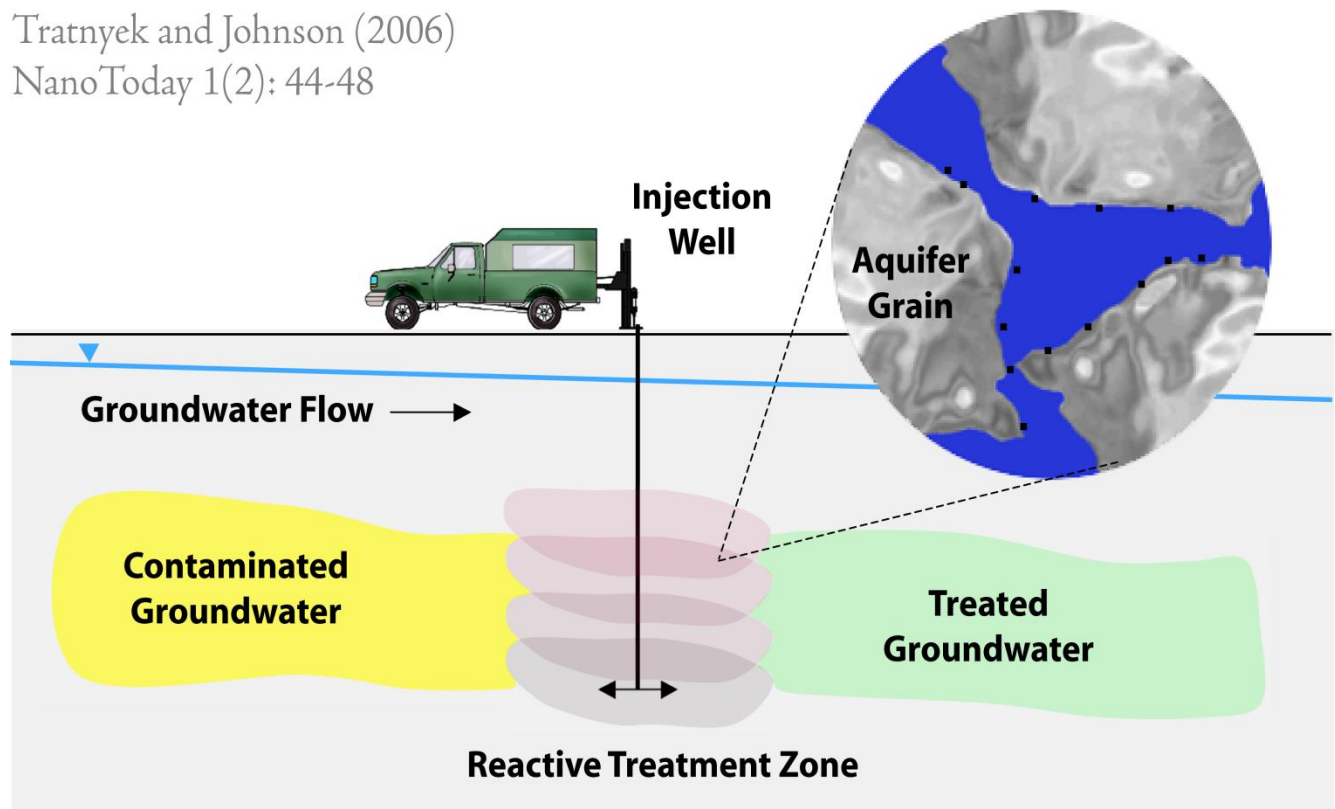 Tratnyek and Johnson (2006)
NanoToday 1(2): 44-48
Injection
Well
Aquifer
Grain
Groundwater Flow
Contaminated
Groundwater
Treated
Groundwater
Reactive Treatment Zone